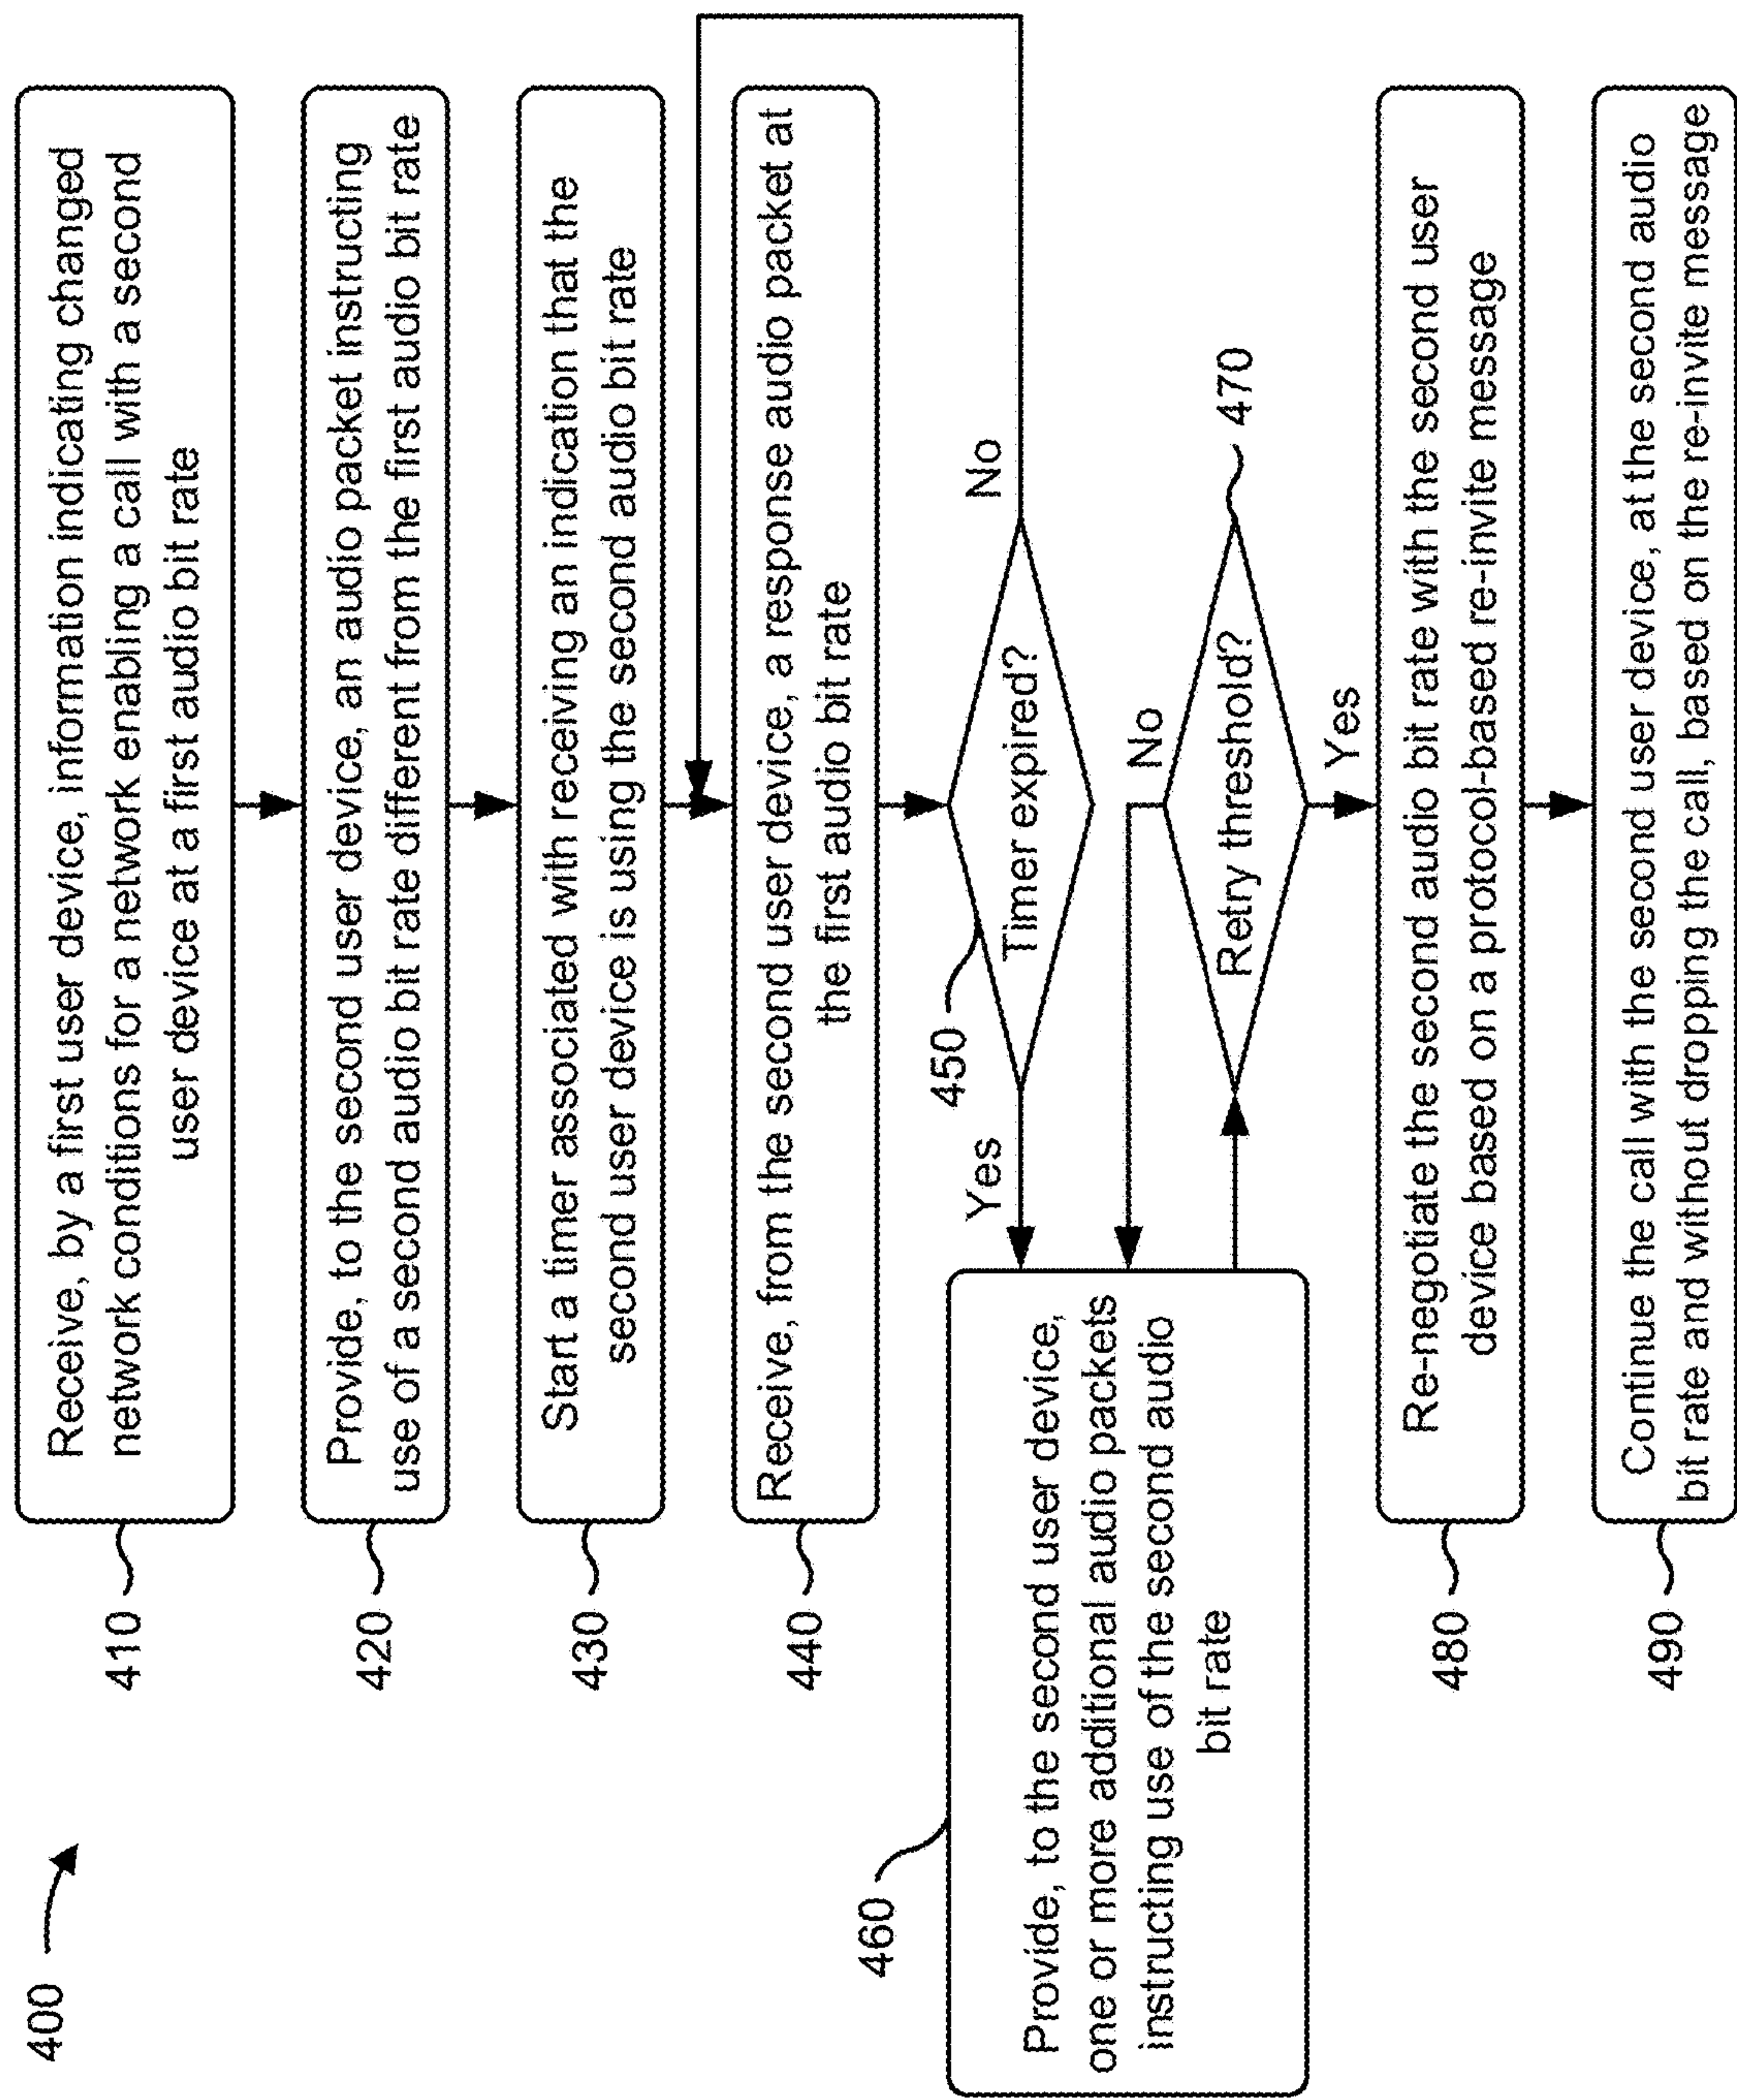 400
410
Receive, by a first user device, information indicating changed
network conditions for a network enabling a call with a second
user device at a first audio bit rate
420
Provide, to the second user device, an audio packet instructing
use of a second audio bit rate different from the first audio bit rate
430
Start a timer associated with receiving an indication that the
second user device is using the second audio bit rate
440
Receive, from the second user device, a response audio packet at
the first audio bit rate
450
Timer expired?
Yes
No
460
Provide, to the second user device,
one or more additional audio packets
instructing use of the second audio
bit rate
No
Retry threshold?
470
Yes
480
Re-negotiate the second audio bit rate with the second user
device based on a protocol-based re-invite message
490
Continue the call with the second user device, at the second audio
bit rate and without dropping the call, based on the re-invite message